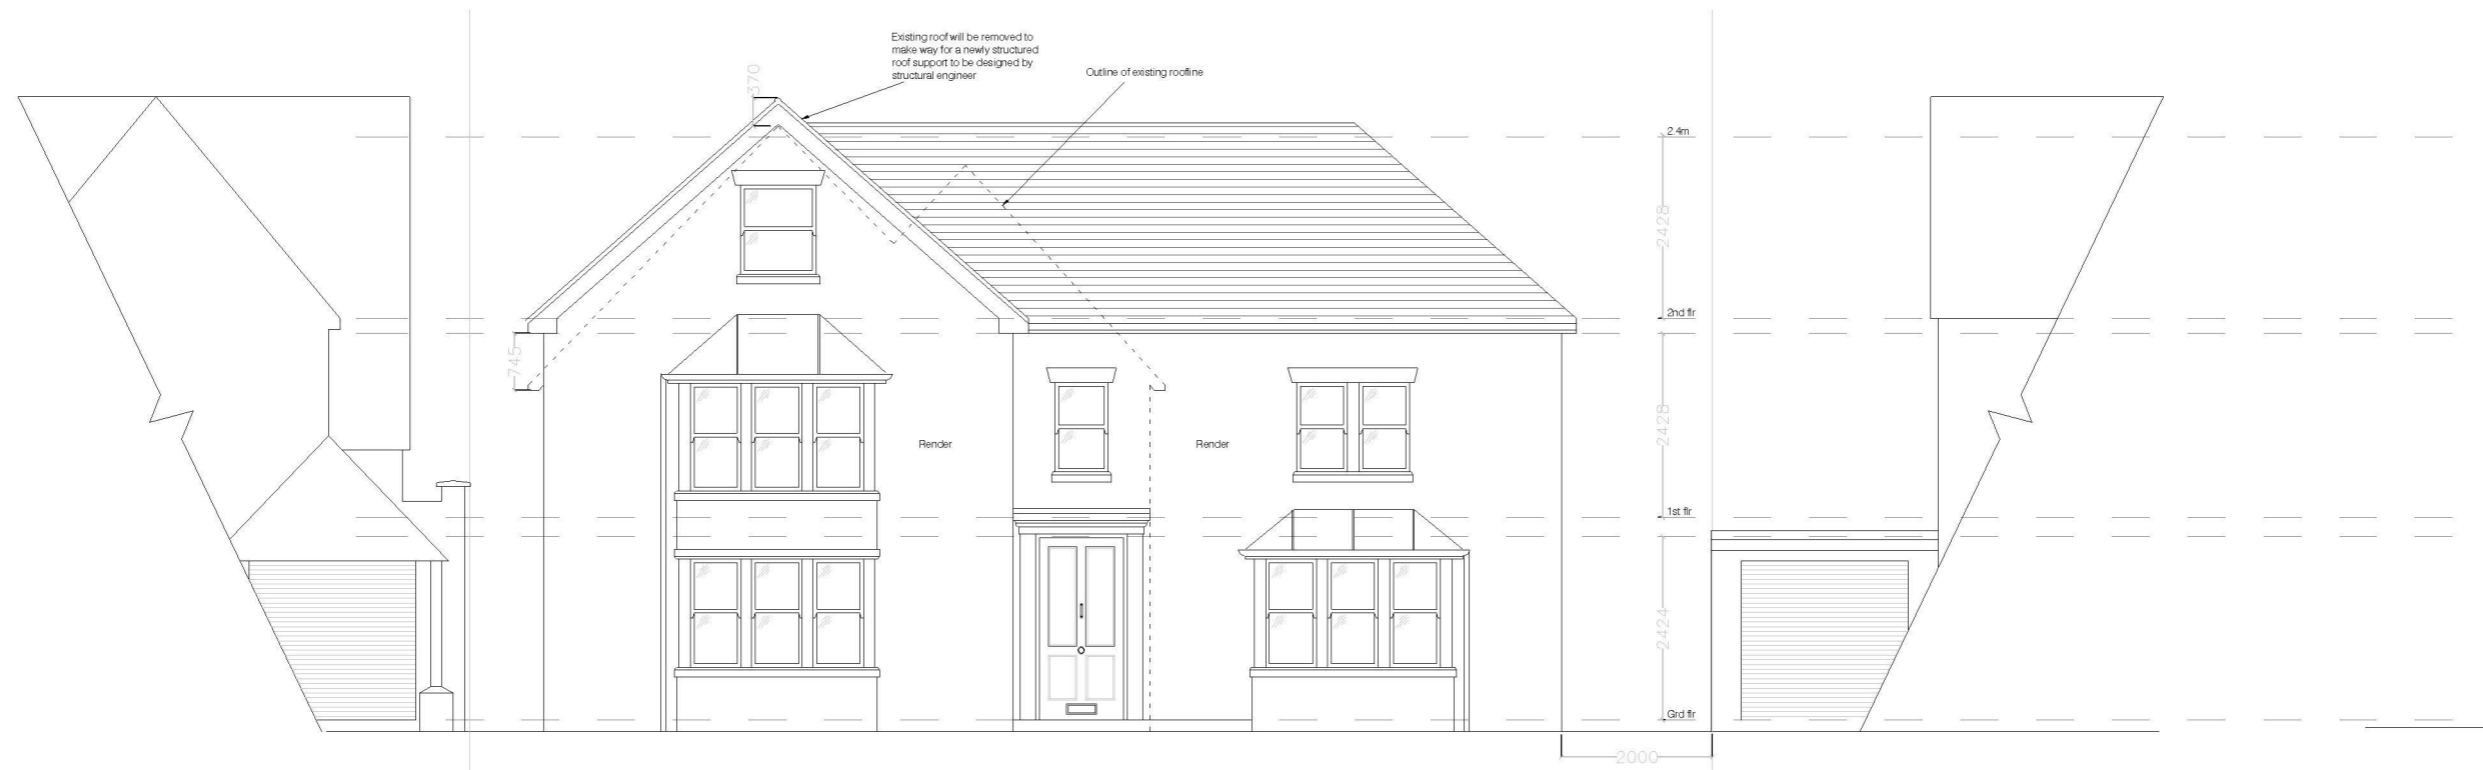 Existing roof will be removed to
make way for a newly structured
roof support to be designed by
structural engineer
Outline of existing roofline
370
2.4m
2428
2nd flr
745
2428
Render
Render
1st flr
2424
Grd flr
2000